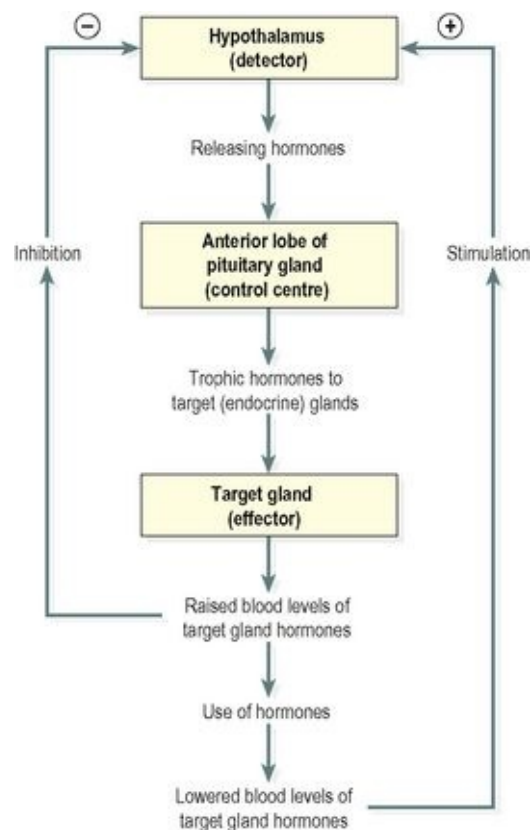 −
+
Hypothalamus
(detector)
Releasing hormones
Inhibition
Anterior lobe of
pituitary gland
(control centre)
Stimulation
Trophic hormones to
target (endocrine) glands
Target gland
(effector)
Raised blood levels of
target gland hormones
Use of hormones
Lowered blood levels of
target gland hormones